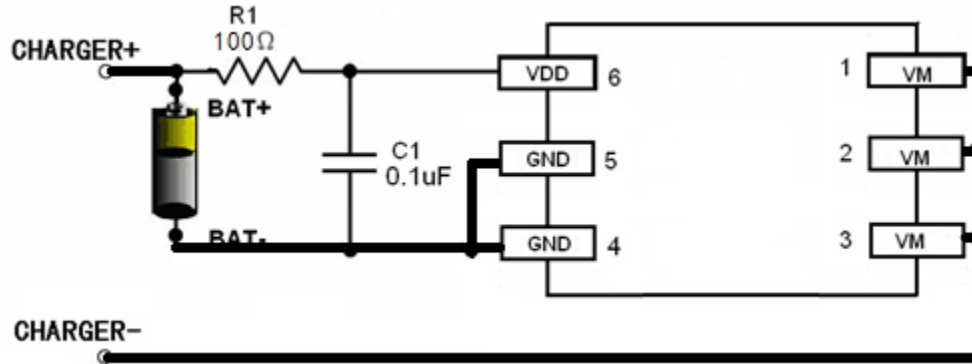 R1
100Ω
CHARGER+
BAT+
VDD 6
1 VM
C1
0.1uF
GND 5
2 VM
BAT-
GND 4
3 VM
CHARGER-